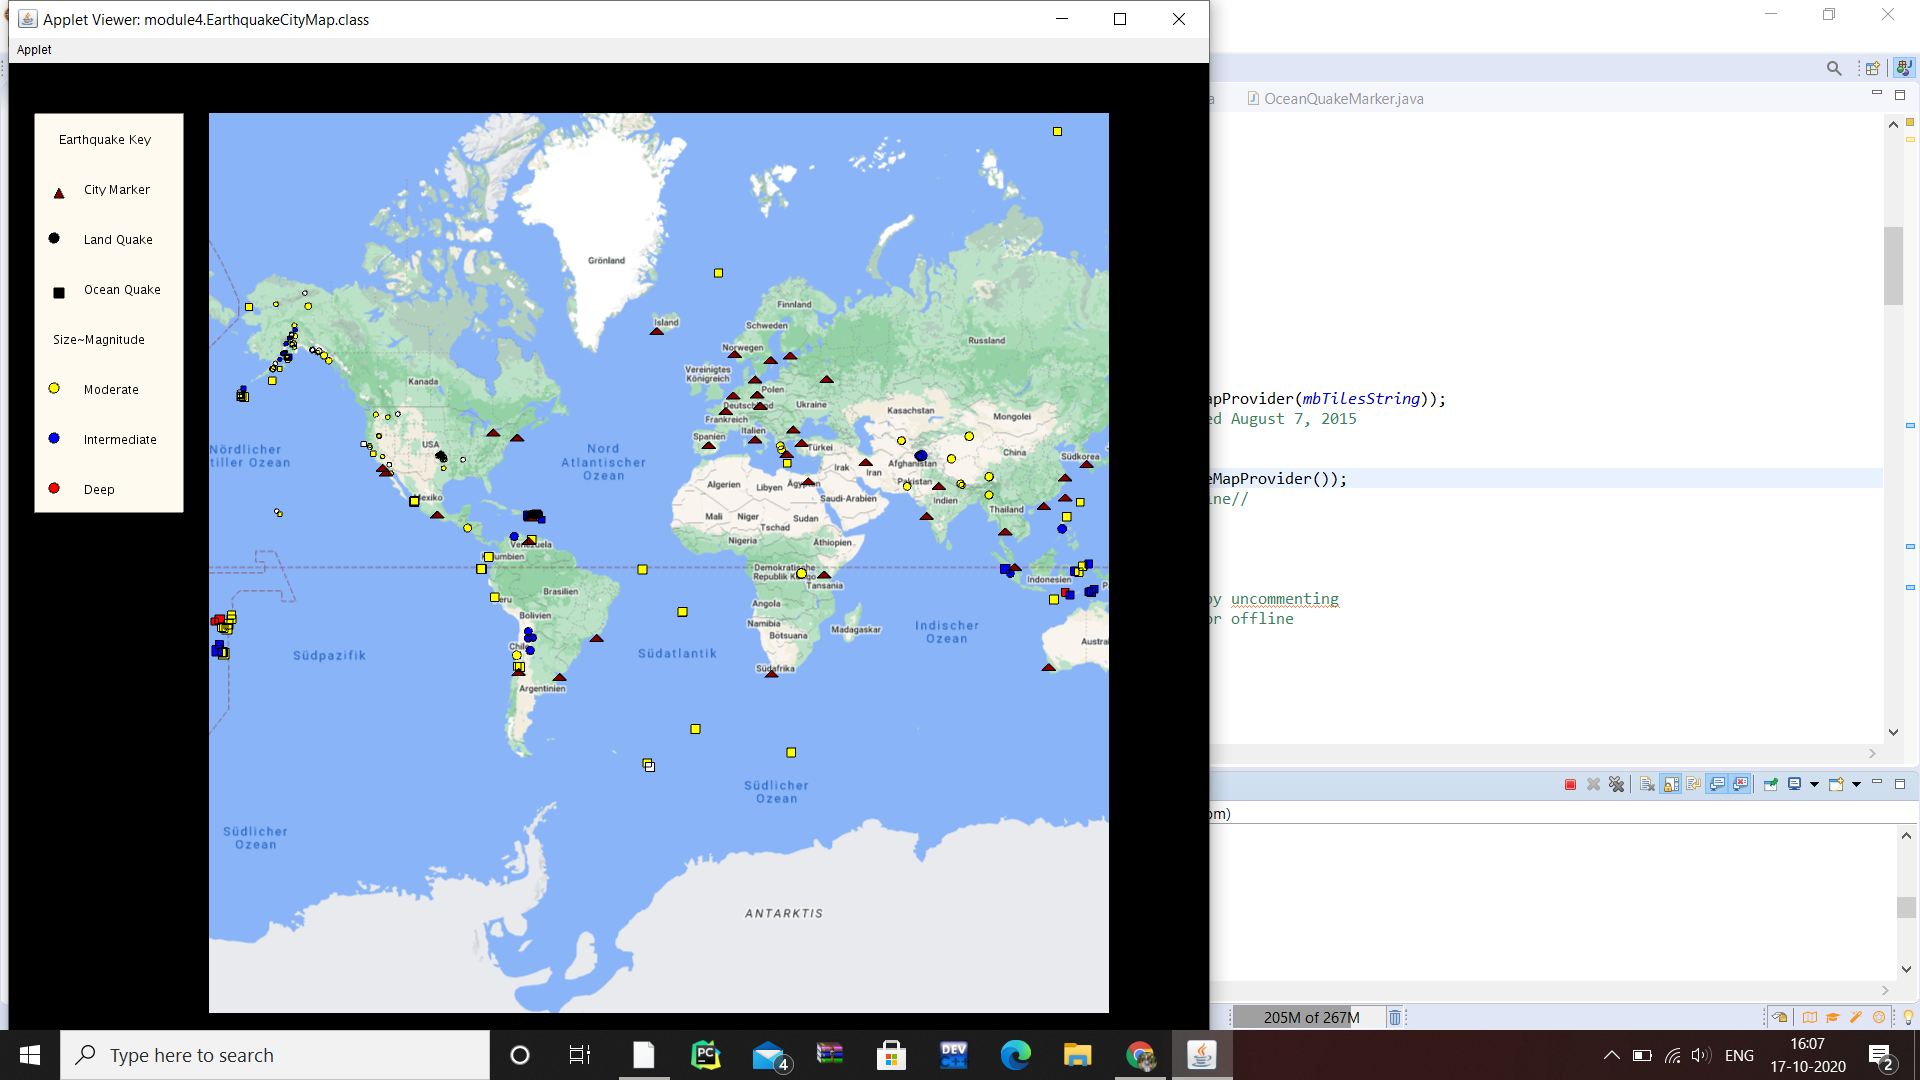 Applet Viewer: module4.EarthquakeCityMap.class
Applet
OceanQuakeMarker.java
Earthquake Key
City Marker
Land Quake
Ocean Quake
Size~Magnitude
Moderate
Intermediate
Deep
Grönland
Island
Finnland
Schweden
Norwegen
Russland
Vereinigtes
Königreich
Polen
Deutschland
Ukraine
Frankreich
Italien
Spanien
Türkei
Kasachstan
Mongolei
China
Südkorea
Afghanistan
Iran
Irak
Pakistan
Indien
Thailand
Kanada
USA
Mexiko
Nördlicher
tiller Ozean
Nord
Atlantischer
Ozean
Algerien
Libyen
Ägypten
Saudi-Arabien
Mali
Niger
Sudan
Tschad
Nigeria
Äthiopien
Venezuela
Kolumbien
Demokratische
Republik Kongo
Tansania
Indonesien
Brasilien
Peru
Angola
Bolivien
Namibia
Botsuana
Madagaskar
Indischer
Ozean
Austra
Chile
Südpazifik
Südatlantik
Südafrika
Argentinien
Südlicher
Ozean
Südlicher
Ozean
ANTARKTIS
apProvider(mbTilesString));
ed August 7, 2015
eMapProvider());
ine//
by uncommenting
or offline
om)
205M of 267M
Type here to search
PC
4
DEV
C++
ENG
16:07
17-10-2020
2